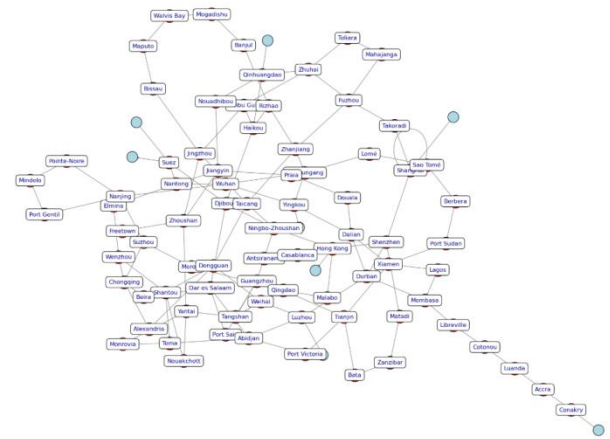 Walvis Bay
Mogadishu
Maputo
Banjul
Toliara
Mahajanga
Bissau
Qinhuangdao
Zhuhai
Nouadhibou
Rizhao
Fuzhou
Haikou
Takoradi
Jingzhou
Zhanjiang
Lomé
Sao Tomé
Pointe-Noire
Suez
Jiangyin
Praia
Mindelo
Nantong
Wuhan
Nanjing
Elmina
Taicang
Yingkou
Douala
Berbera
Port Gentil
Zhoushan
Freetown
Ningbo-Zhoushan
Dalian
Suzhou
Hong Kong
Shenzhen
Port Sudan
Wenzhou
Antsiranana
Casablanca
Dongguan
Xiamen
Lagos
Chongqing
Dar es Salaam
Guangzhou
Durban
Beira
Shantou
Qingdao
Malabo
Mombasa
Weihai
Yantai
Tangshan
Luzhou
Tianjin
Matadi
Alexandria
Libreville
Monrovia
Tema
Abidjan
Nouakchott
Port Victoria
Cotonou
Zanzibar
Bata
Luanda
Accra
Conakry